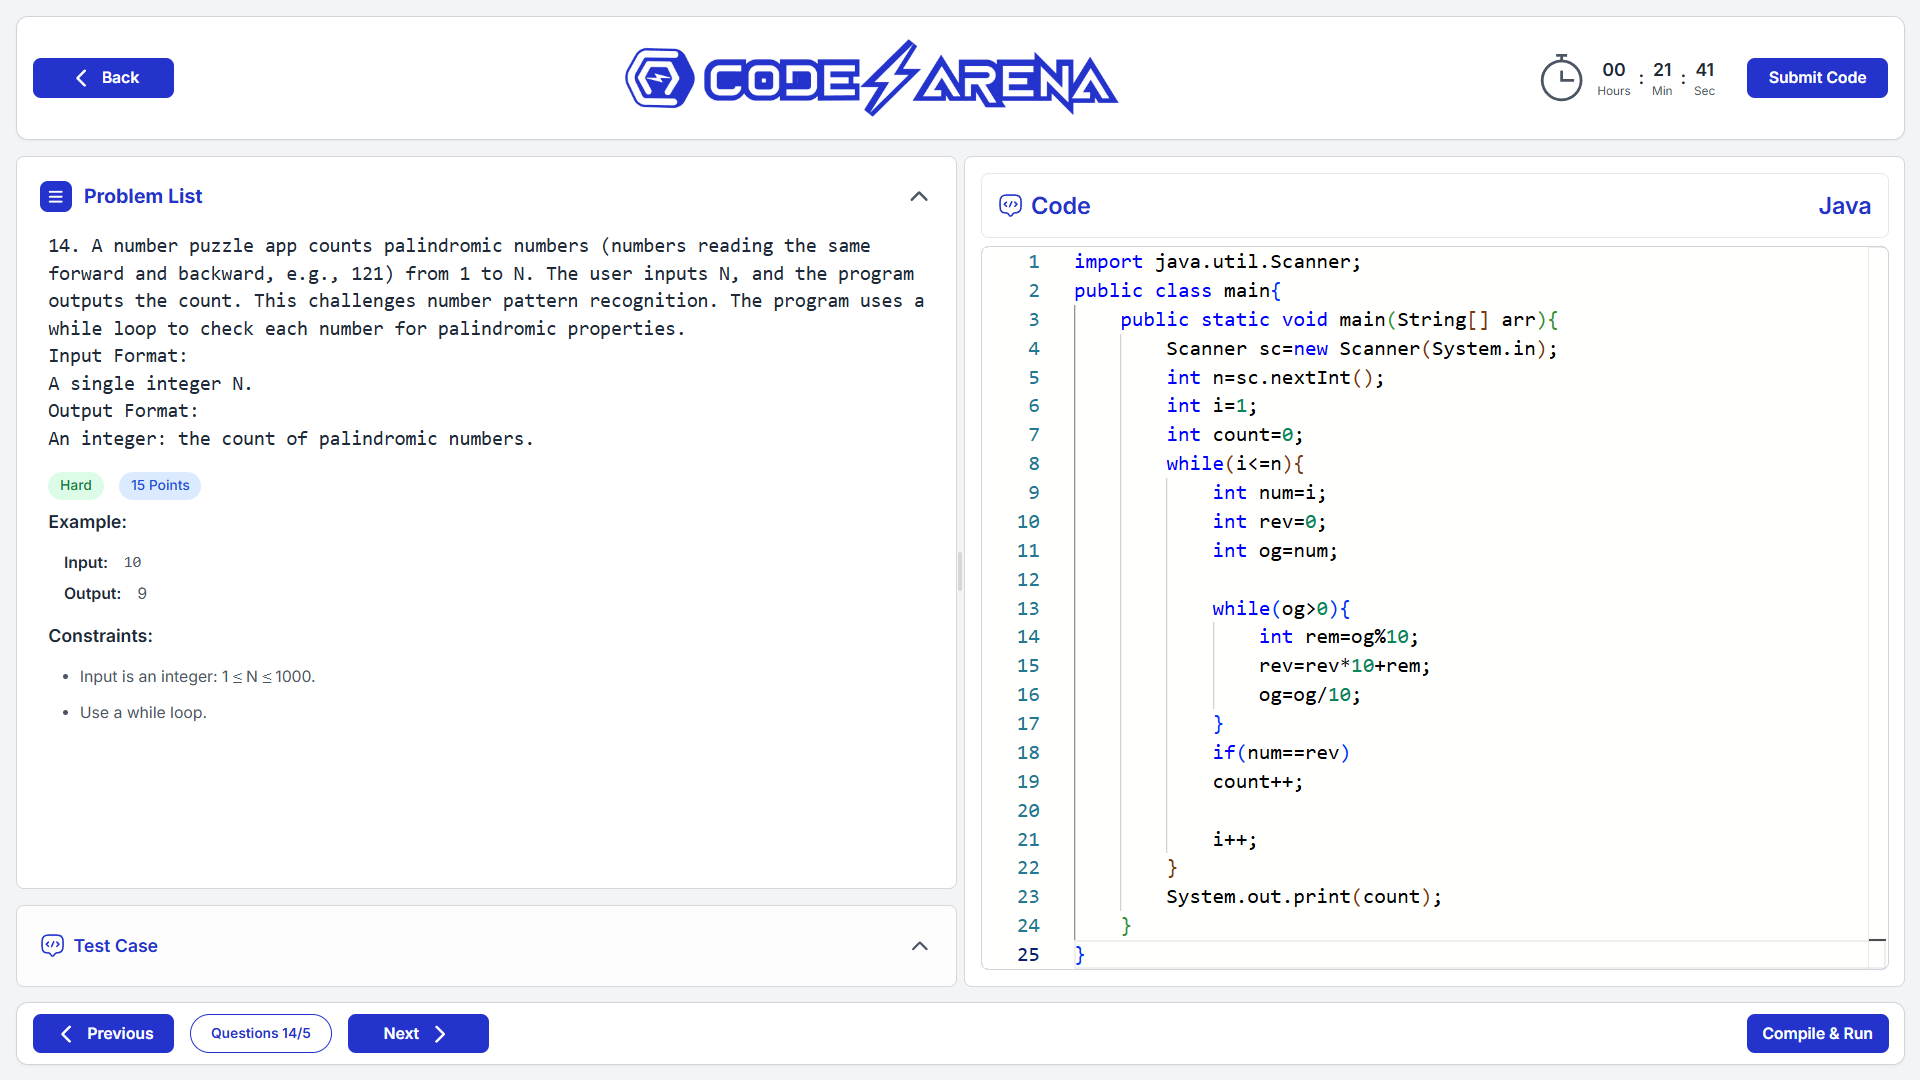 Back
CODE ARENA
00 : 21 : 41
Hours Min Sec
Submit Code
Problem List
14. A number puzzle app counts palindromic numbers (numbers reading the same
forward and backward, e.g., 121) from 1 to N. The user inputs N, and the program
outputs the count. This challenges number pattern recognition. The program uses a
while loop to check each number for palindromic properties.
Input Format:
A single integer N.
Output Format:
An integer: the count of palindromic numbers.
Hard 15 Points
Example:
Input: 10
Output: 9
Constraints:
• Input is an integer: 1 ≤ N ≤ 1000.
• Use a while loop.
Test Case
Code
Java
1 import java.util.Scanner;
2 public class main{
3     public static void main(String[] arr){
4         Scanner sc=new Scanner(System.in);
5         int n=sc.nextInt();
6         int i=1;
7         int count=0;
8         while(i<=n){
9             int num=i;
10             int rev=0;
11             int og=num;
12
13             while(og>0){
14                 int rem=og%10;
15                 rev=rev*10+rem;
16                 og=og/10;
17             }
18             if(num==rev)
19             count++;
20
21             i++;
22         }
23         System.out.print(count);
24     }
25 }
Previous
Questions 14/5
Next
Compile & Run